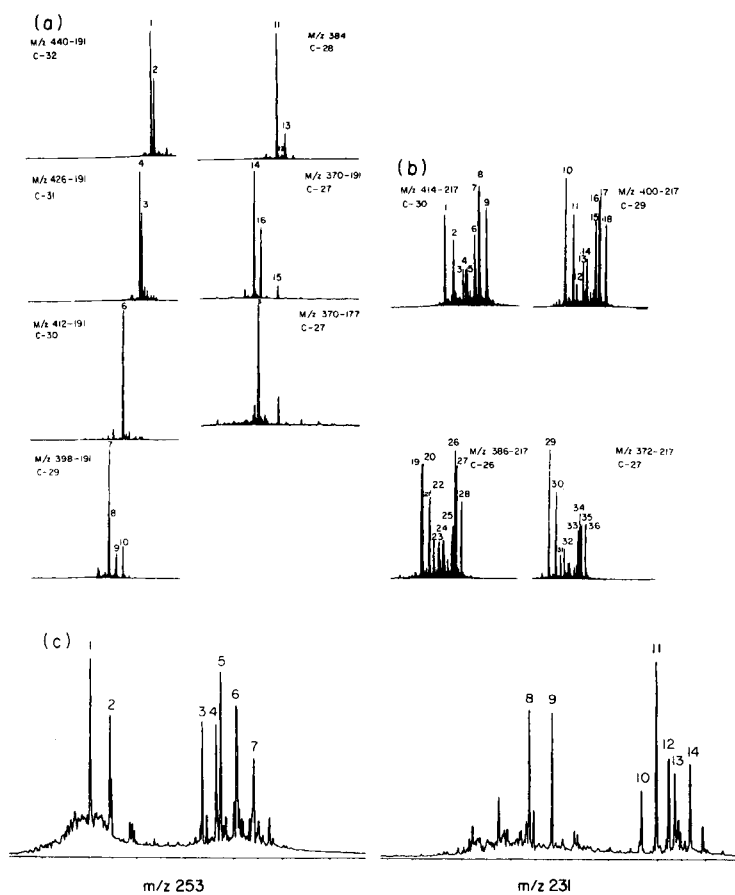 (a)
1
M/z 440-191
C-32
2
11
M/z 384
C-28
13
4
M/z 426-191
C-31
3
14
M/z 370-191
C-27
16
15
6
M/z 412-191
C-30
M/z 370-177
C-27
7
M/z 398-191
C-29
8
9
10
(b)
M/z 414-217
C-30
1
2
3
4
5
6
7
8
9
10
M/z 400-217
C-29
11
12
13
14
15
16
17
18
M/z 386-217
C-26
19
20
21
22
23
24
25
26
27
28
29
M/z 372-217
C-27
30
31
32
33
34
35
36
(c)
1
2
3
4
5
6
7
m/z 253
8
9
10
11
12
13
14
m/z 231